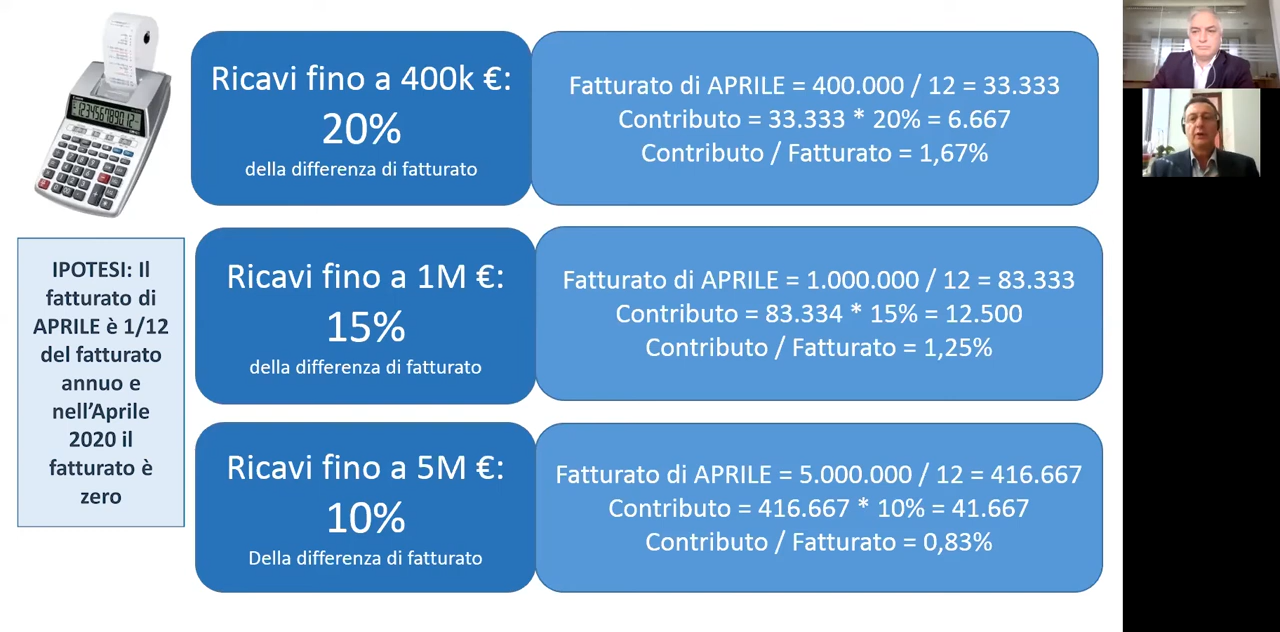 Ricavi fino a 400k €:
20%
della differenza di fatturato
Fatturato di APRILE = 400.000 / 12 = 33.333
Contributo = 33.333 * 20% = 6.667
Contributo / Fatturato = 1,67%
IPOTESI: Il
fatturato di
APRILE è 1/12
del fatturato
annuo e
nell’Aprile
2020 il
fatturato è
zero
Ricavi fino a 1M €:
15%
della differenza di fatturato
Fatturato di APRILE = 1.000.000 / 12 = 83.333
Contributo = 83.334 * 15% = 12.500
Contributo / Fatturato = 1,25%
Ricavi fino a 5M €:
10%
Della differenza di fatturato
Fatturato di APRILE = 5.000.000 / 12 = 416.667
Contributo = 416.667 * 10% = 41.667
Contributo / Fatturato = 0,83%